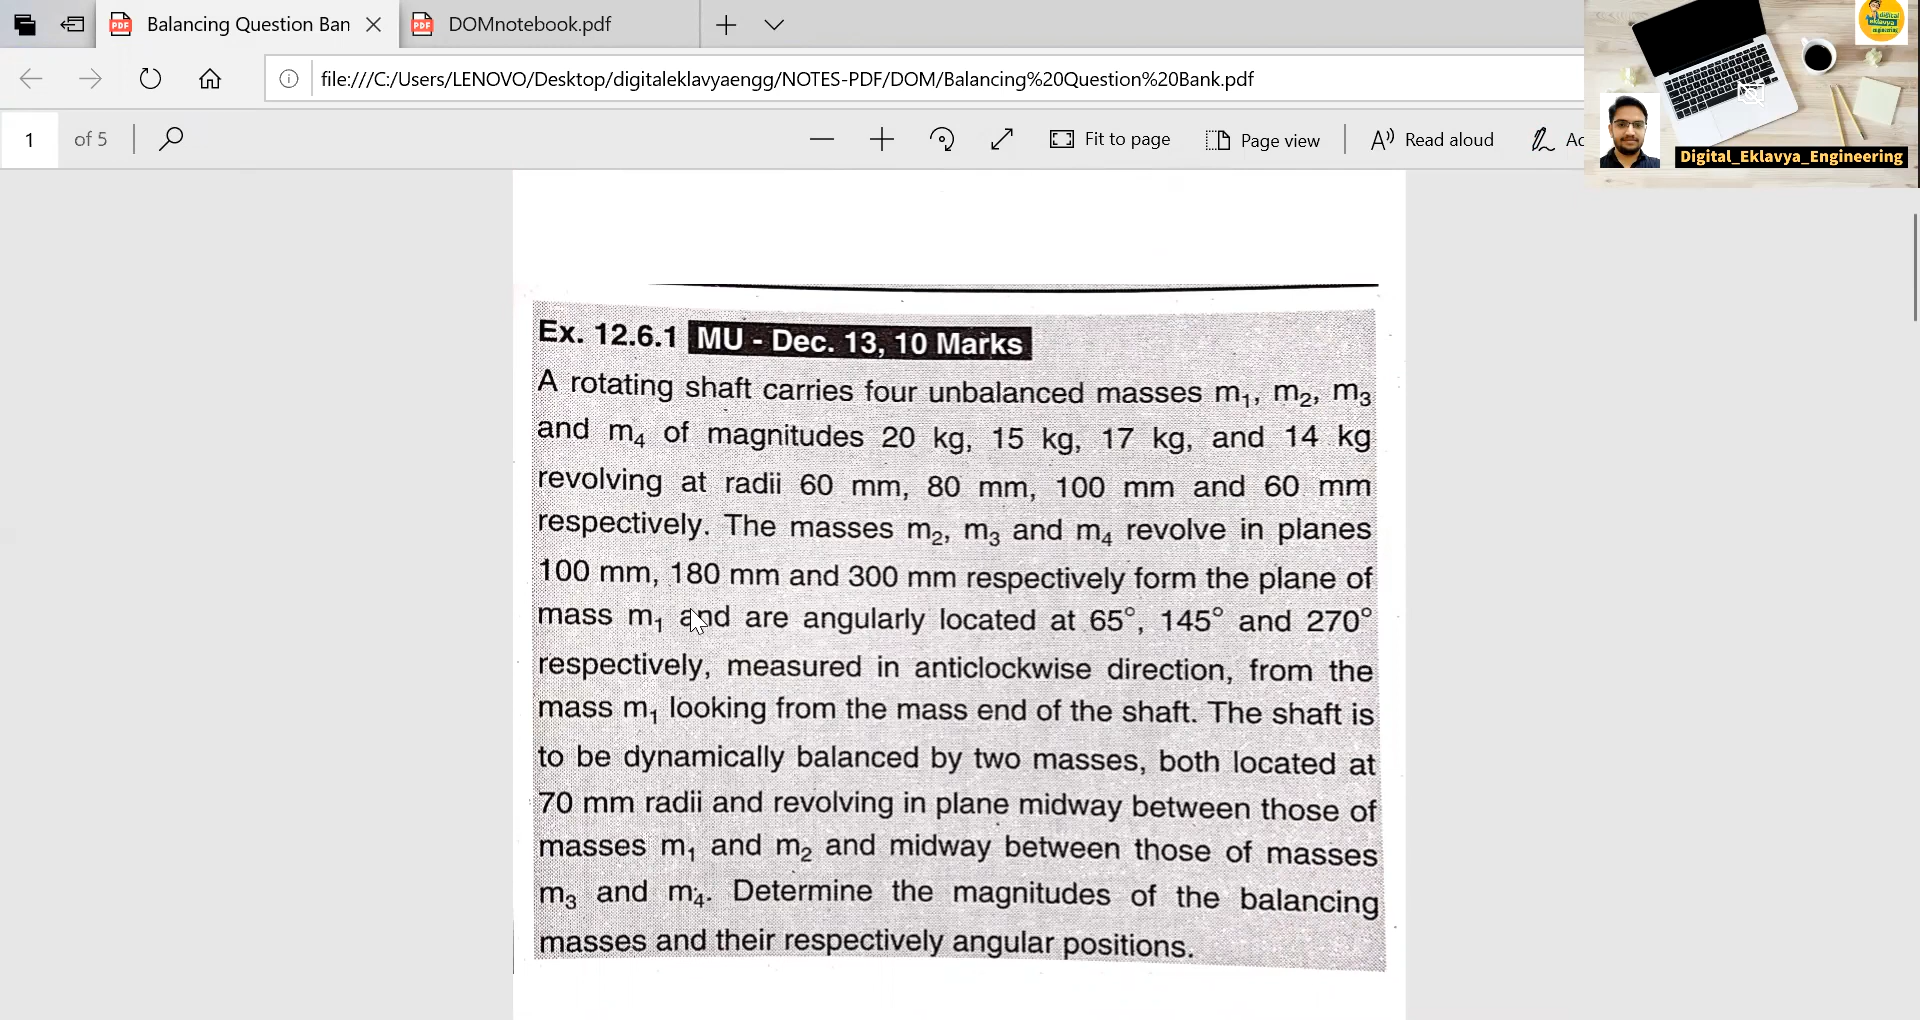 Balancing Question Ban
DOMnotebook.pdf
file:///C:/Users/LENOVO/Desktop/digitaleklavyaengg/NOTES-PDF/DOM/Balancing%20Question%20Bank.pdf
1 of 5
Fit to page
Page view
Read aloud
Ac
digital
eklavya
engineering
Digital_Eklavya_Engineering
Ex. 12.6.1 MU - Dec. 13, 10 Marks
A rotating shaft carries four unbalanced masses m₁, m₂, m₃
and m₄ of magnitudes 20 kg, 15 kg, 17 kg, and 14 kg
revolving at radii 60 mm, 80 mm, 100 mm and 60 mm
respectively. The masses m₂, m₃ and m₄ revolve in planes
100 mm, 180 mm and 300 mm respectively form the plane of
mass m₁ and are angularly located at 65°, 145° and 270°
respectively, measured in anticlockwise direction, from the
mass m₁ looking from the mass end of the shaft. The shaft is
to be dynamically balanced by two masses, both located at
70 mm radii and revolving in plane midway between those of
masses m₁ and m₂ and midway between those of masses
m₃ and m₄. Determine the magnitudes of the balancing
masses and their respectively angular positions.